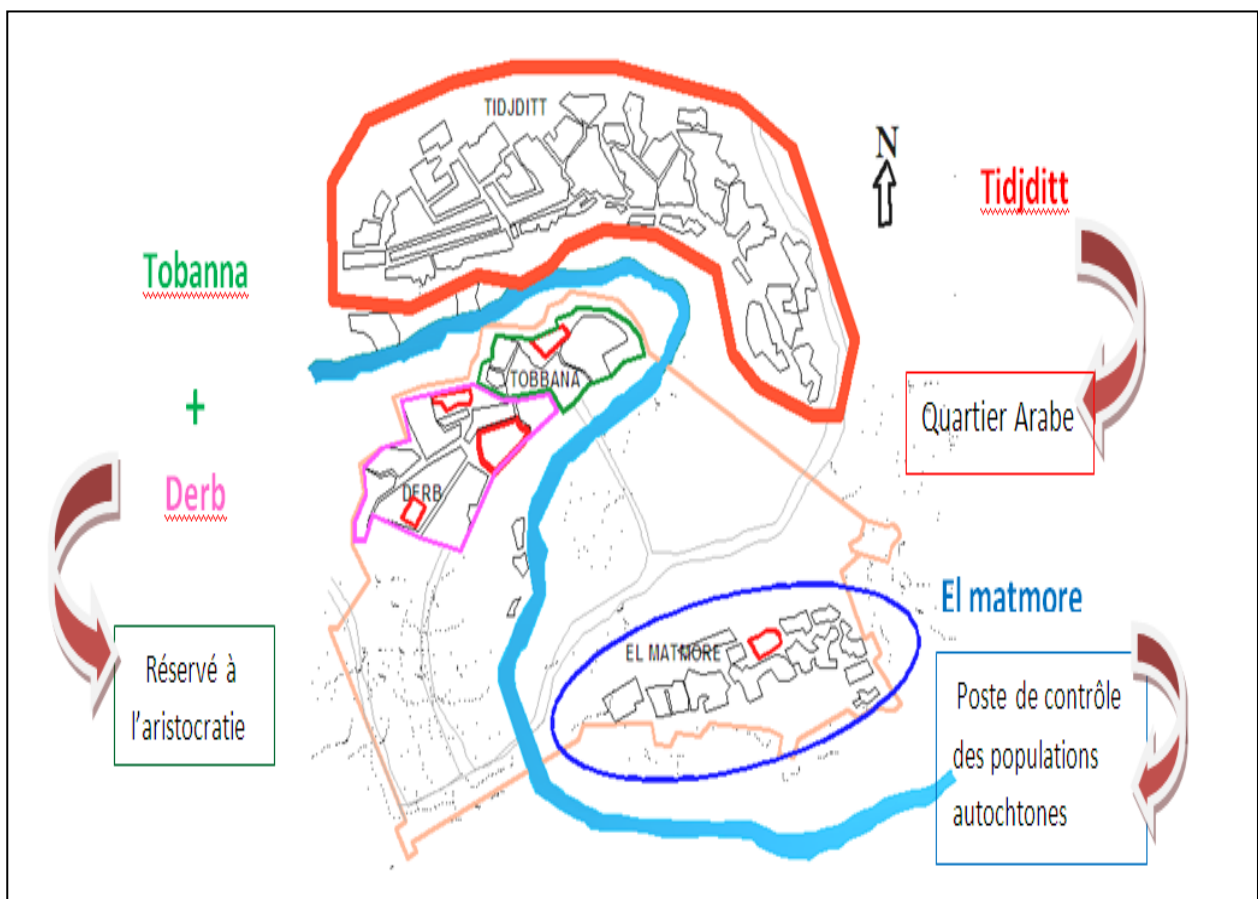 TIDJDITT
N
Tidjditt
Tobanna
+
Derb
TOBBANA
DERB
Quartier Arabe
Réservé à
l'aristocratie
EL MATMORE
El matmore
Poste de contrôle
des populations
autochtones